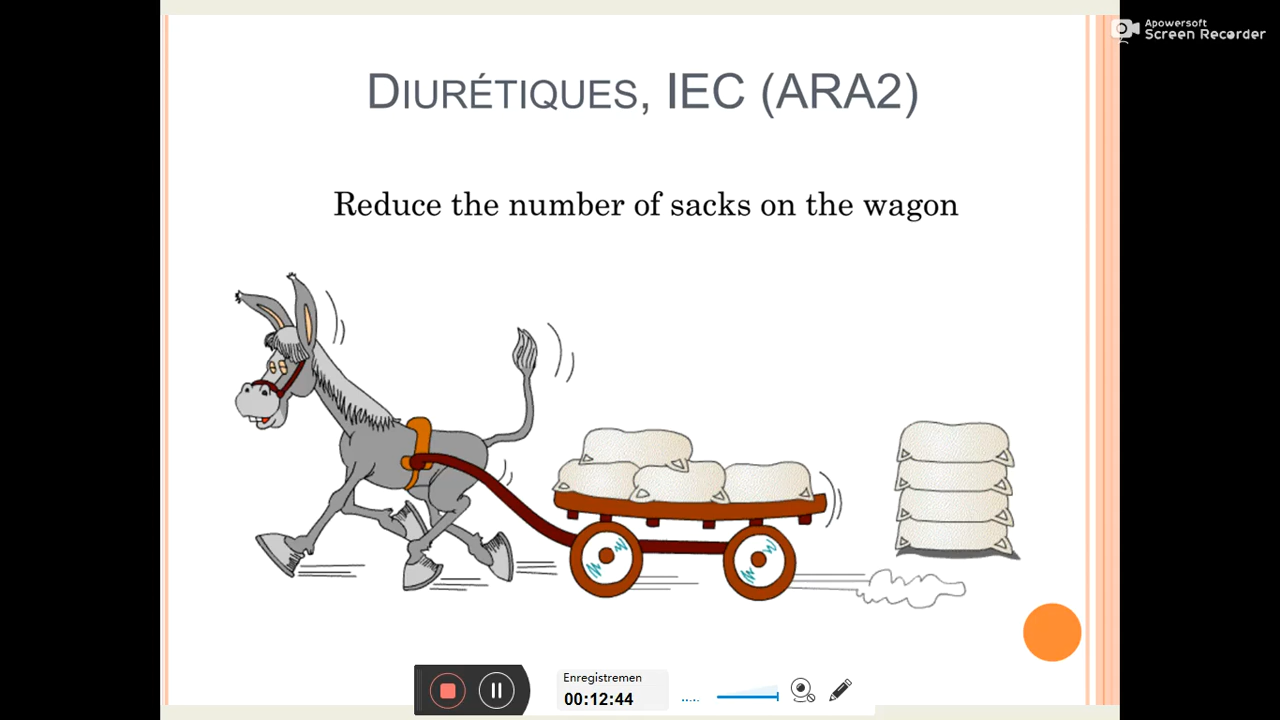 Apowersoft
Screen Recorder
DIURÉTIQUES, IEC (ARA2)
Reduce the number of sacks on the wagon
Enregistremen
00:12:44